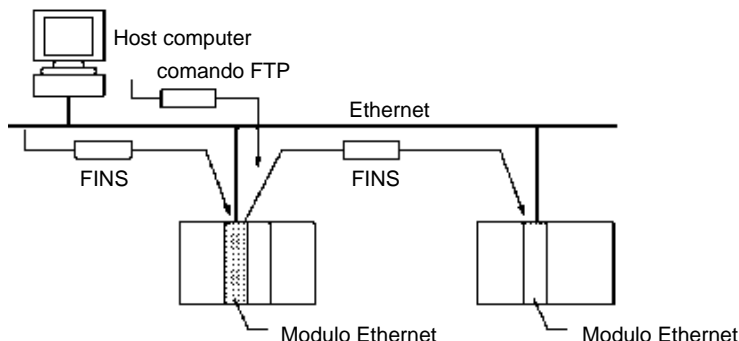 Host computer
comando FTP
Ethernet
FINS
FINS
Modulo Ethernet
Modulo Ethernet